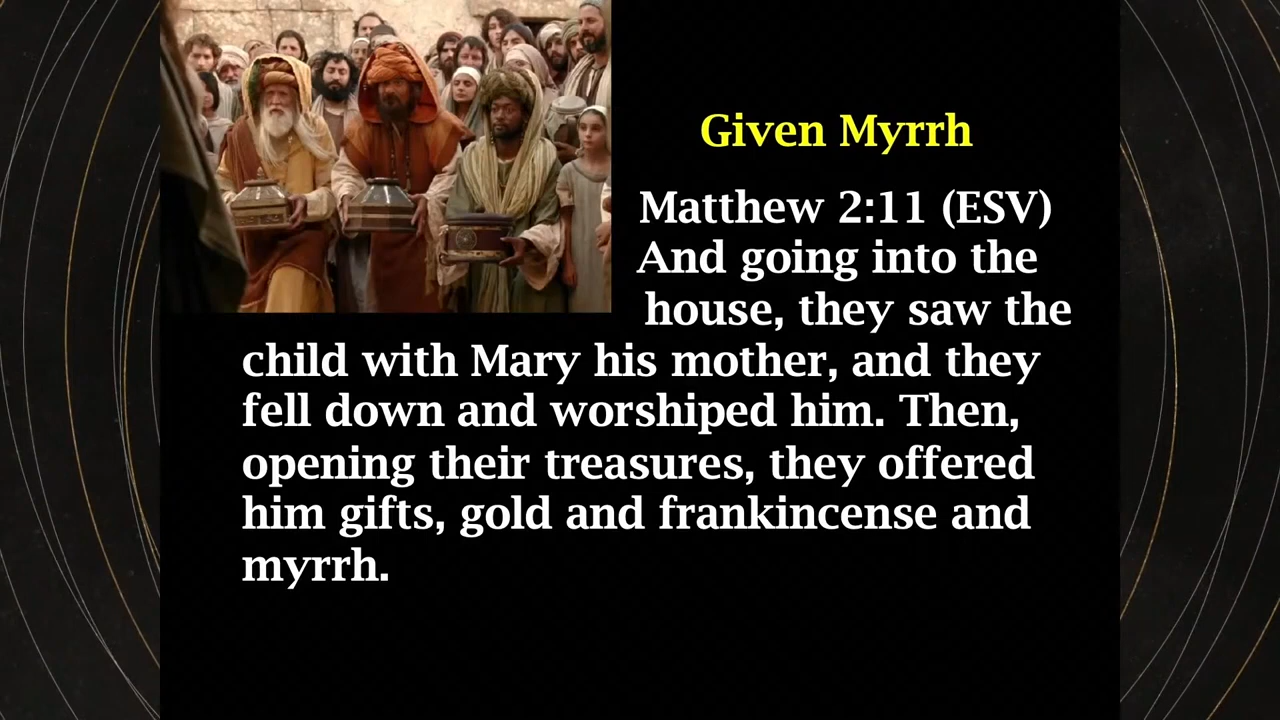 Given Myrrh
Matthew 2:11 (ESV)
And going into the
house, they saw the
child with Mary his mother, and they
fell down and worshiped him. Then,
opening their treasures, they offered
him gifts, gold and frankincense and
myrrh.